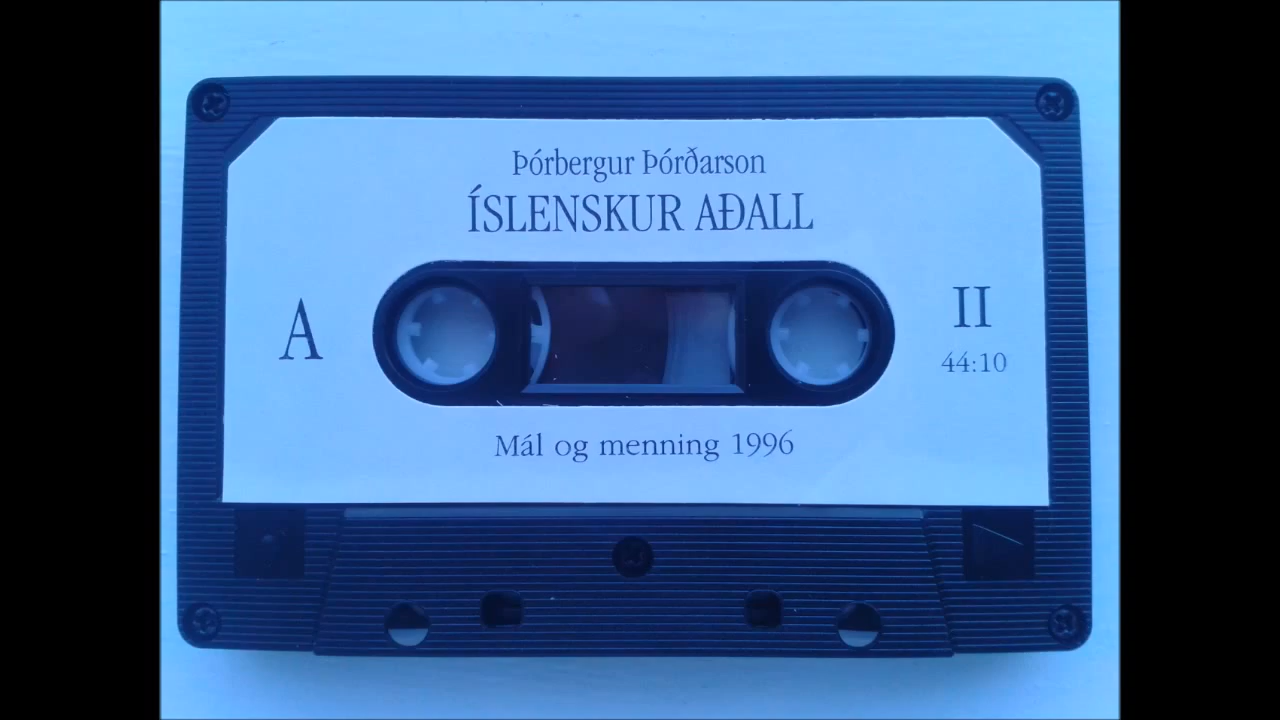 Þórbergur Þórðarson
ÍSLENSKUR AÐALL
A
II
44:10
Mál og menning 1996